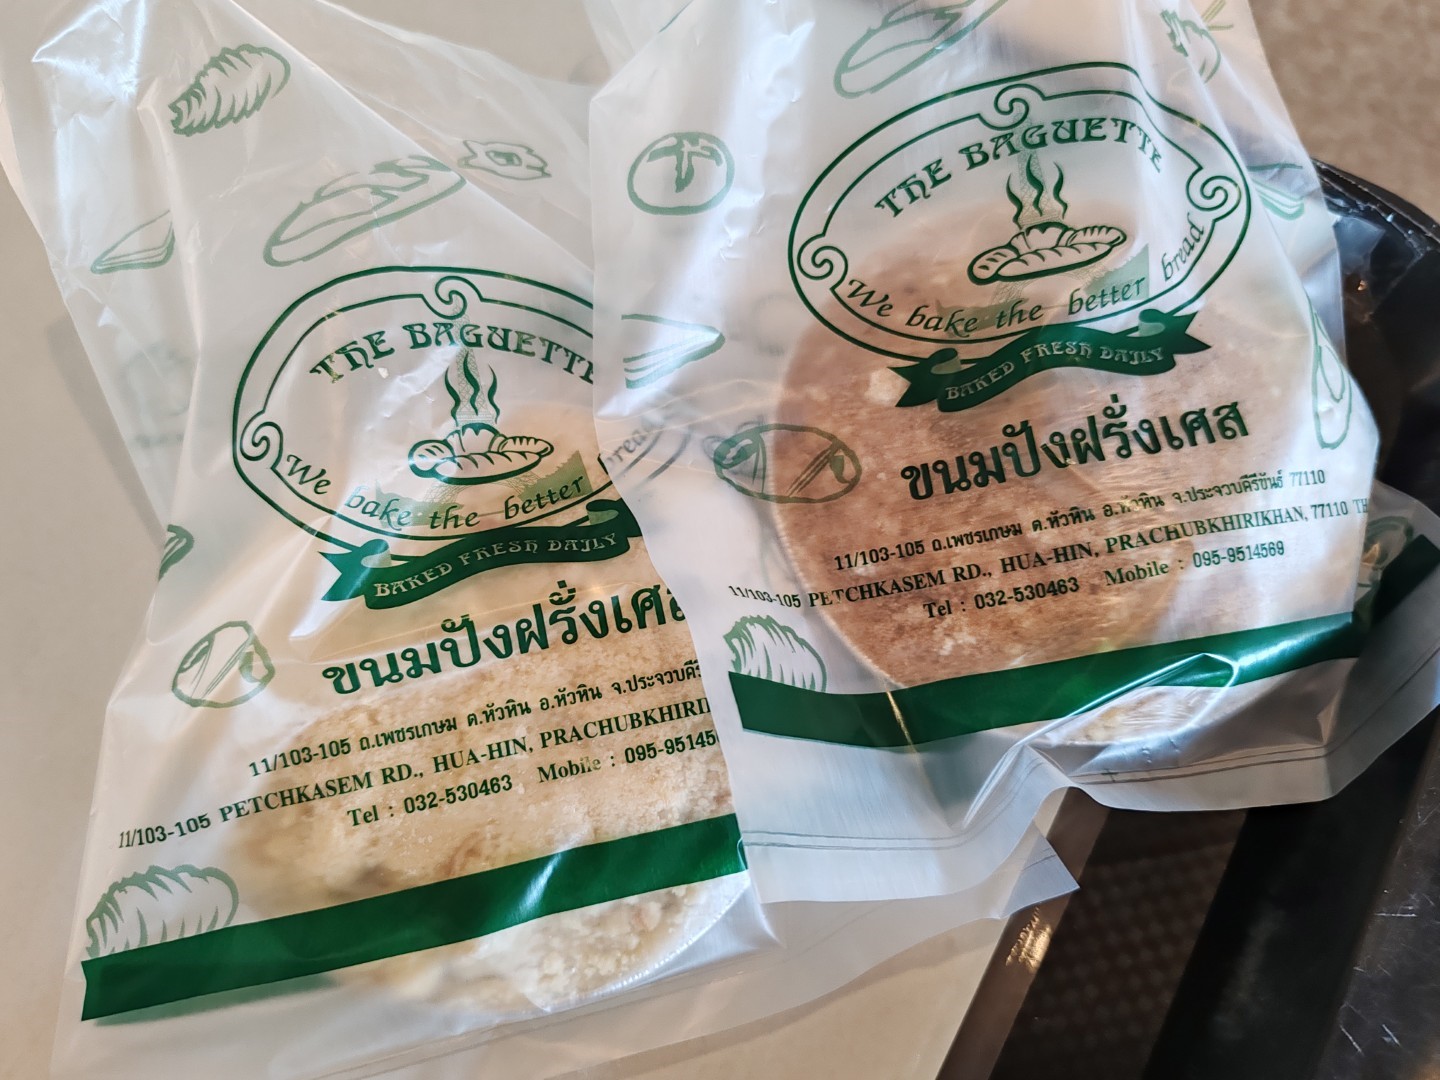 THE BAGUETTE
We bake the better bread
BAKED FRESH DAILY
ขนมปังฝรั่งเศส
11/103-105 ถ.เพชรเกษม ต.หัวหิน อ.หัวหิน จ.ประจวบคีรี
11/103-105 PETCHKASEM RD., HUA-HIN, PRACHUBKHIRI
Tel : 032-530463 Mobile : 095-9514569
THE BAGUETTE
We bake the better bread
BAKED FRESH DAILY
ขนมปังฝรั่งเศส
11/103-105 ถ.เพชรเกษม ต.หัวหิน อ.หัวหิน จ.ประจวบคีรีขันธ์ 77110
11/103-105 PETCHKASEM RD., HUA-HIN, PRACHUBKHIRIKHAN, 77110 TH
Tel : 032-530463 Mobile : 095-9514569